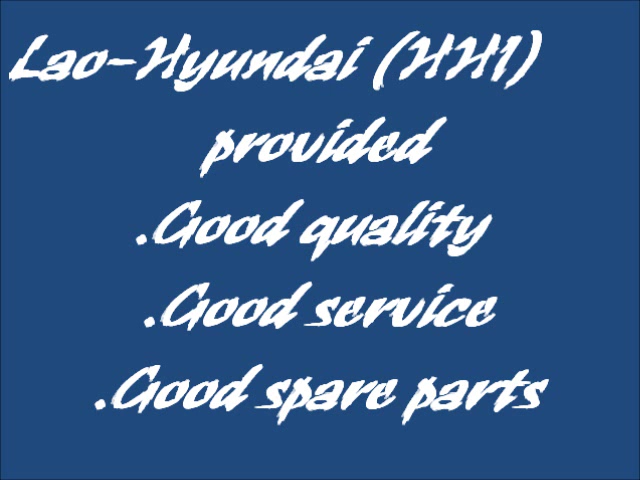 Lao-Hyundai (HHI)
provided
.Good quality
.Good service
.Good spare parts